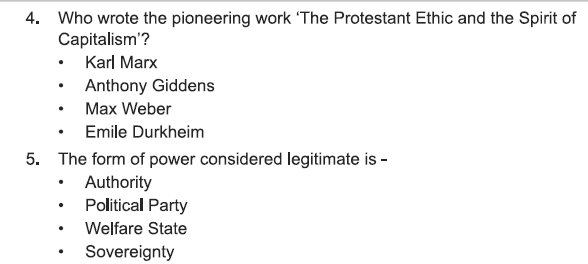 4. Who wrote the pioneering work ‘The Protestant Ethic and the Spirit of
Capitalism’?
• Karl Marx
• Anthony Giddens
• Max Weber
• Emile Durkheim
5. The form of power considered legitimate is -
• Authority
• Political Party
• Welfare State
• Sovereignty